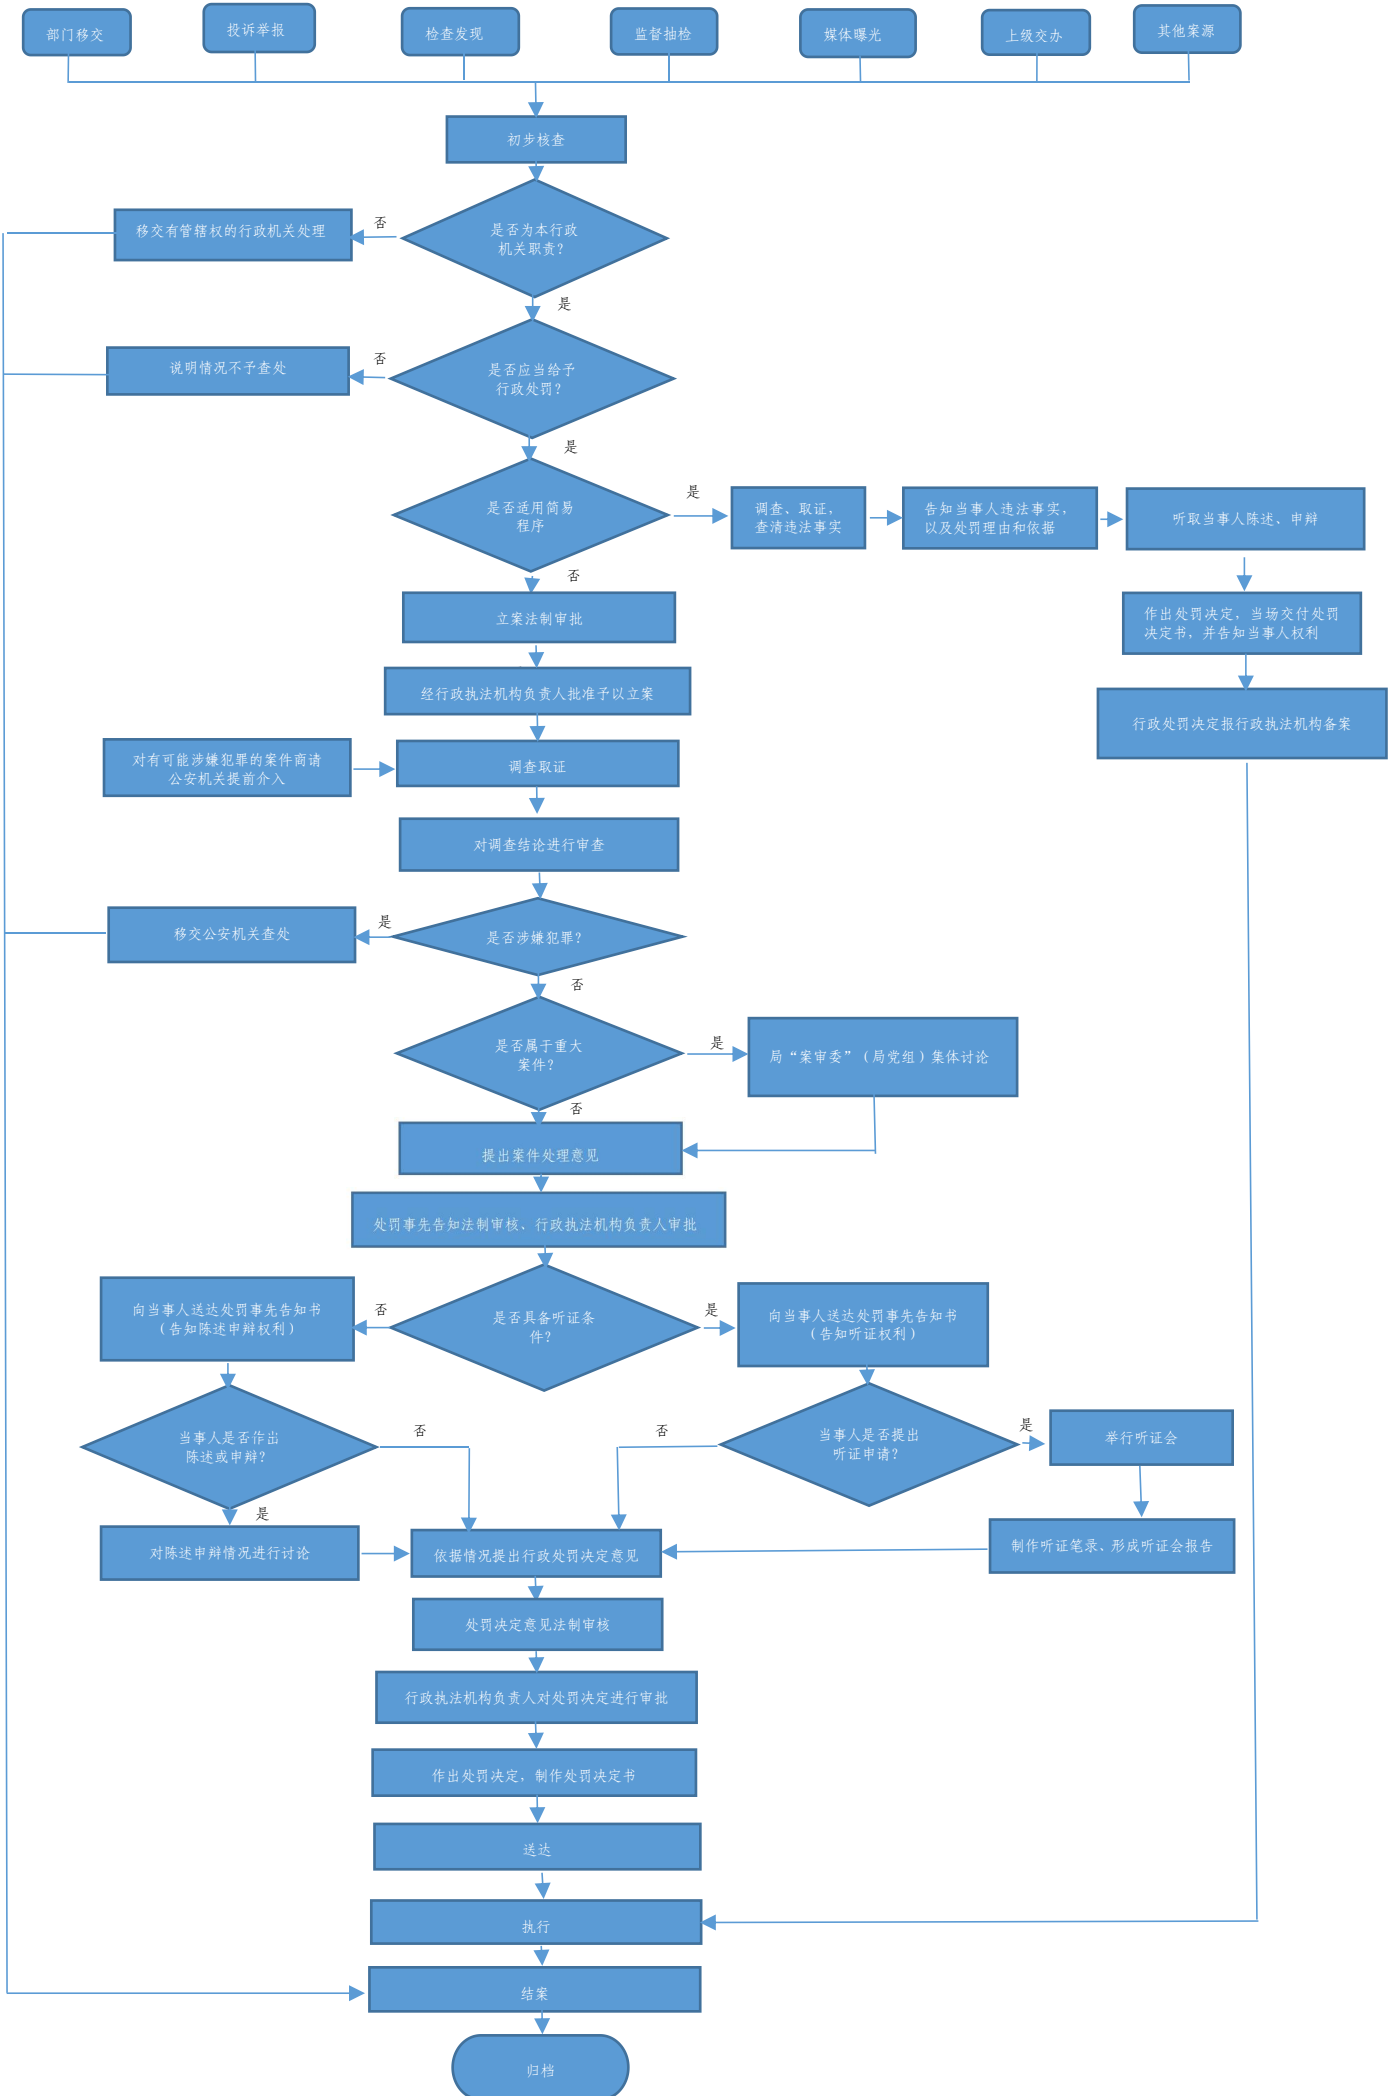 部门移交
投诉举报
检查发现
监督抽检
媒体曝光
上级交办
其他案源
初步核查
是否为本行政
机关职责？
否
移交有管辖权的行政机关处理
是
是否应当给予
行政处罚？
否
说明情况不予查处
是
是否适用简易
程序
是
调查、取证，
查清违法事实
告知当事人违法事实，
以及处罚理由和依据
听取当事人陈述、申辩
作出处罚决定，当场交付处罚
决定书，并告知当事人权利
行政处罚决定报行政执法机构备案
否
立案法制审批
经行政执法机构负责人批准予以立案
对有可能涉嫌犯罪的案件商请
公安机关提前介入
调查取证
对调查结论进行审查
是否涉嫌犯罪？
是
移交公安机关查处
否
是否属于重大
案件？
是
局“案审委”（局党组）集体讨论
否
提出案件处理意见
处罚事先告知法制审核、行政执法机构负责人审批
是否具备听证条
件？
否
向当事人送达处罚事先告知书
（告知陈述申辩权利）
是
向当事人送达处罚事先告知书
（告知听证权利）
当事人是否作出
陈述或申辩？
否
是
对陈述申辩情况进行讨论
当事人是否提出
听证申请？
否
是
举行听证会
制作听证笔录、形成听证会报告
依据情况提出行政处罚决定意见
处罚决定意见法制审核
行政执法机构负责人对处罚决定进行审批
作出处罚决定，制作处罚决定书
送达
执行
结案
归档